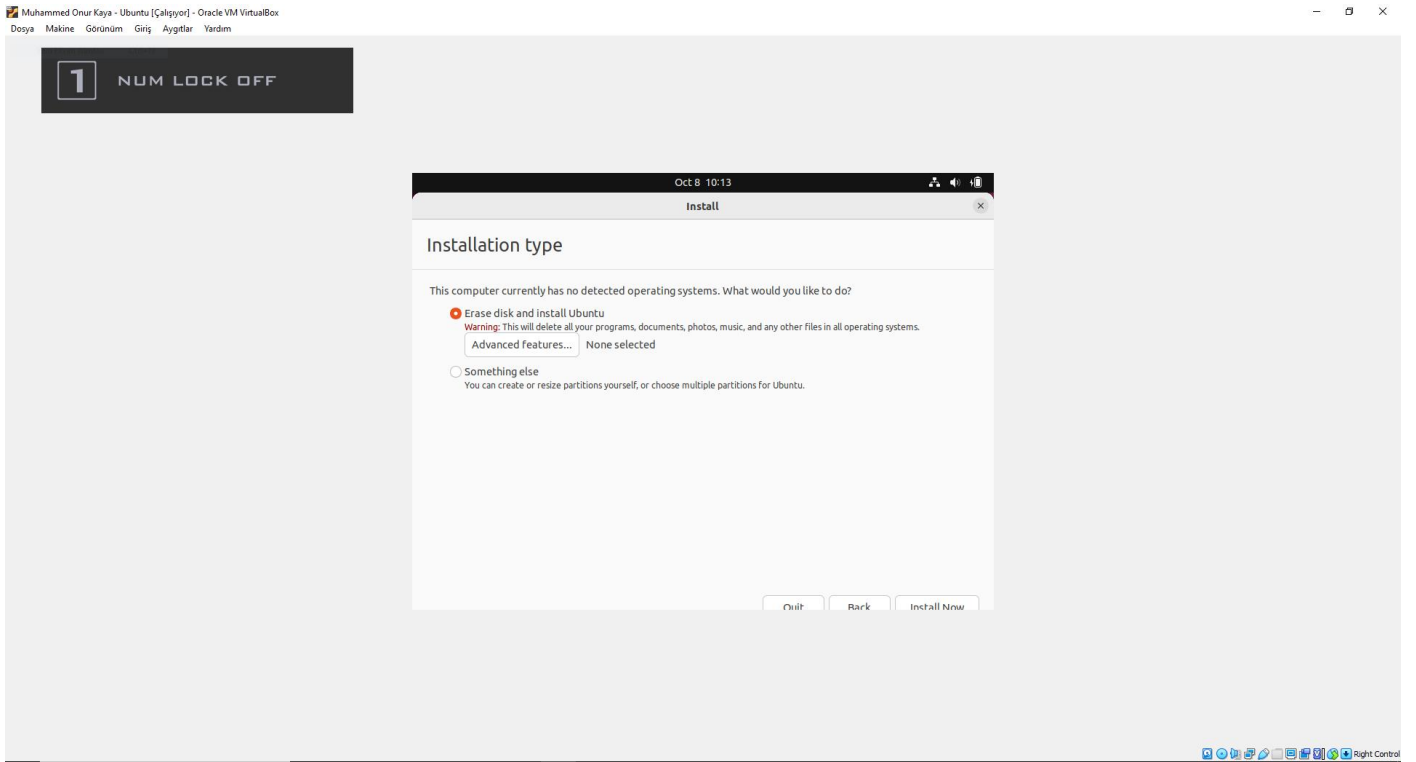 Muhammed Onur Kaya - Ubuntu [Çalışıyor] - Oracle VM VirtualBox
Dosya Makine Görünüm Giriş Aygıtlar Yardım
1 NUM LOCK OFF
Oct 8 10:13
Install
Installation type
This computer currently has no detected operating systems. What would you like to do?
Erase disk and install Ubuntu
Warning: This will delete all your programs, documents, photos, music, and any other files in all operating systems.
Advanced features... None selected
Something else
You can create or resize partitions yourself, or choose multiple partitions for Ubuntu.
Quit Back Install Now
Right Control